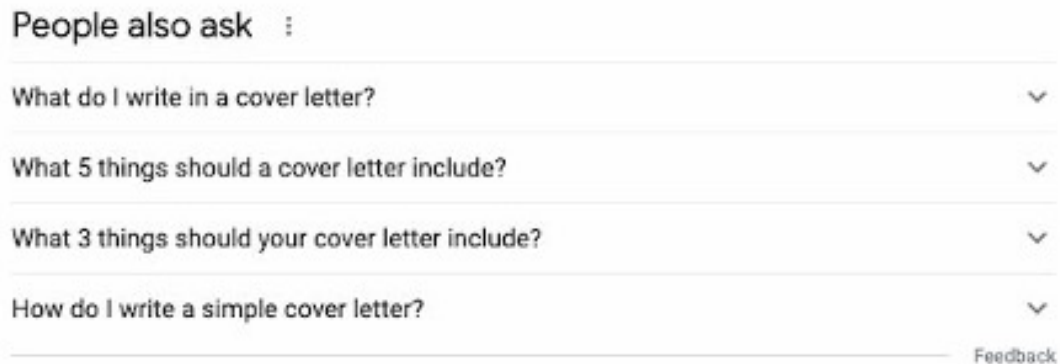 People also ask
What do I write in a cover letter?
What 5 things should a cover letter include?
What 3 things should your cover letter include?
How do I write a simple cover letter?
Feedback